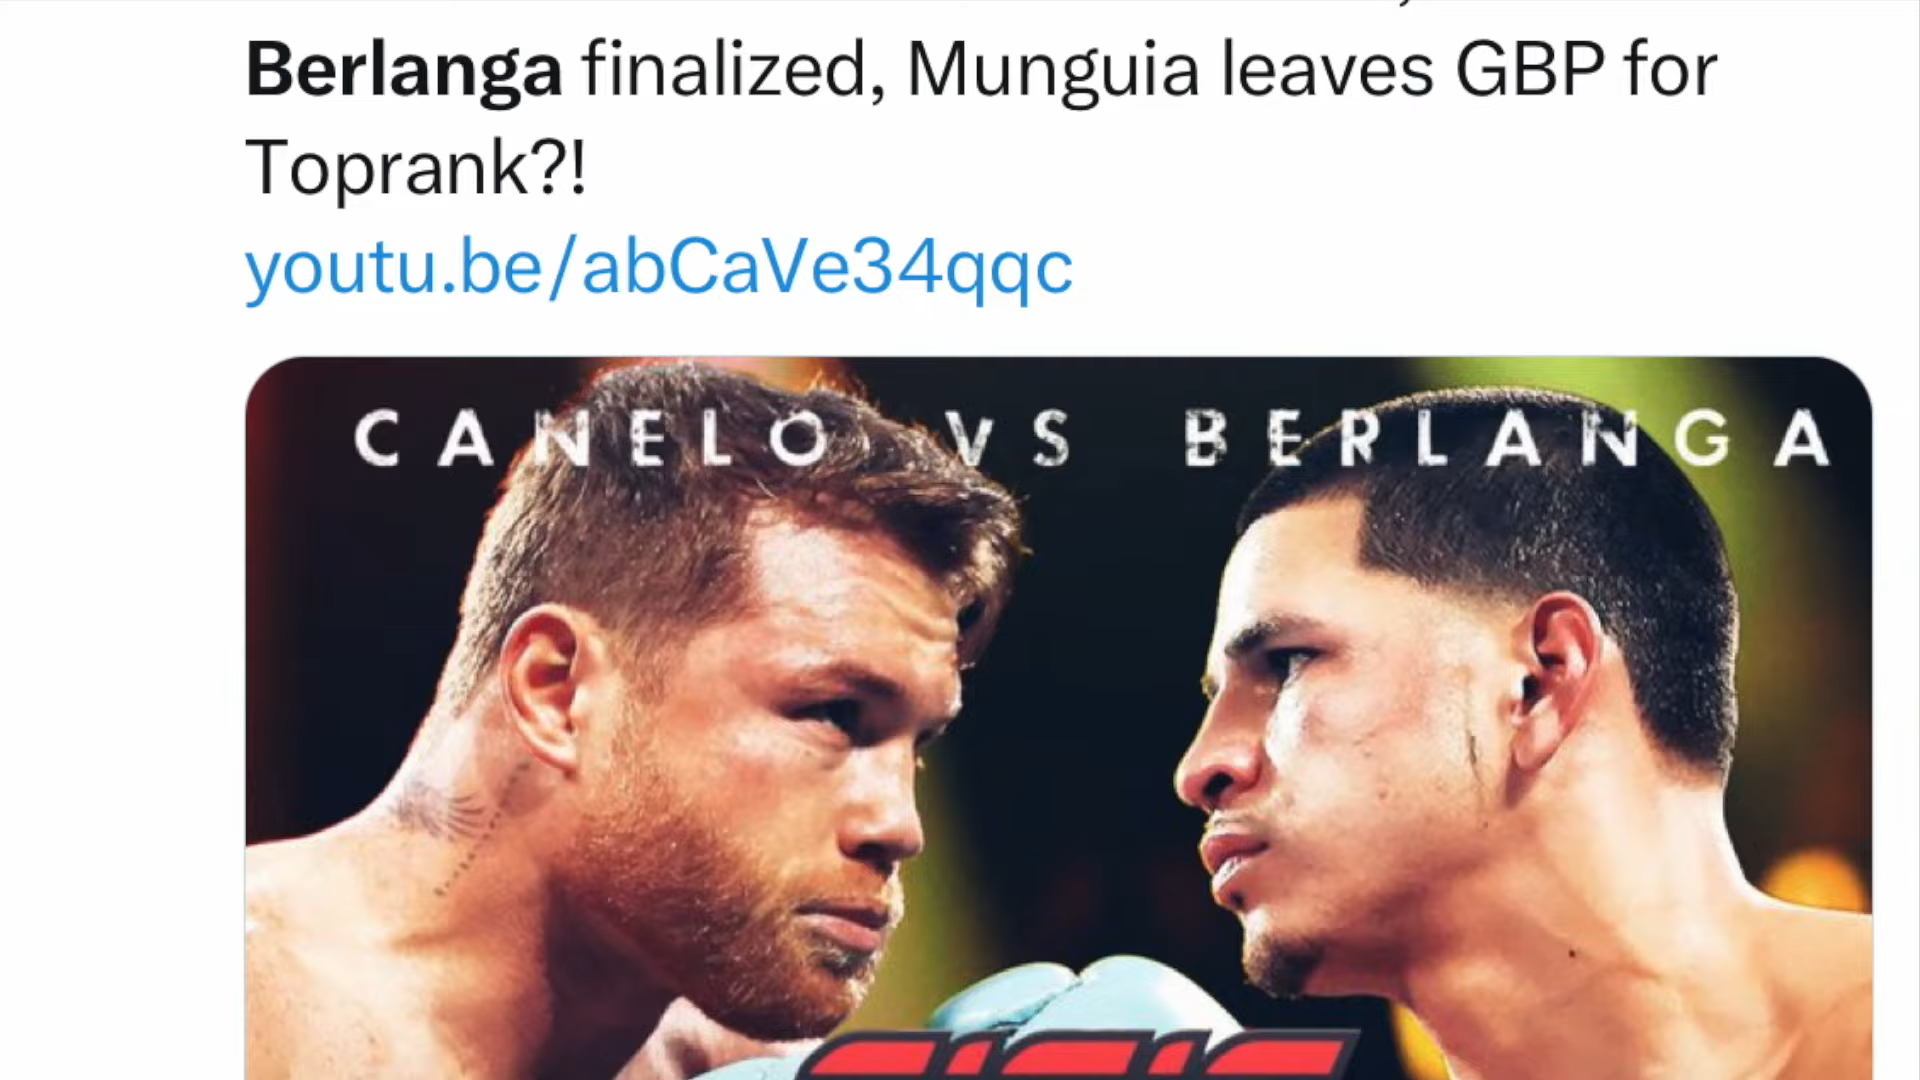 Berlanga finalized, Munguia leaves GBP for
Toprank?!
youtu.be/abCaVe34qqc
CANELO VS BERLANGA